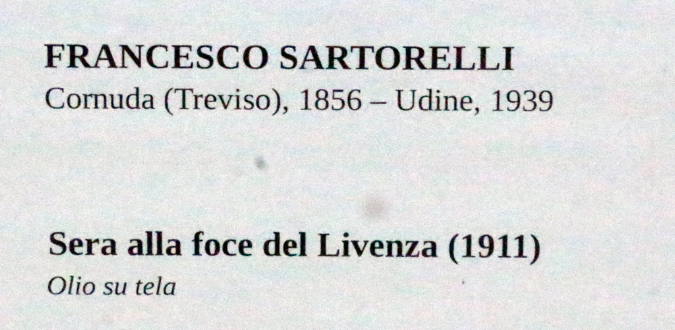 FRANCESCO SARTORELLI
Cornuda (Treviso), 1856 – Udine, 1939
Sera alla foce del Livenza (1911)
Olio su tela